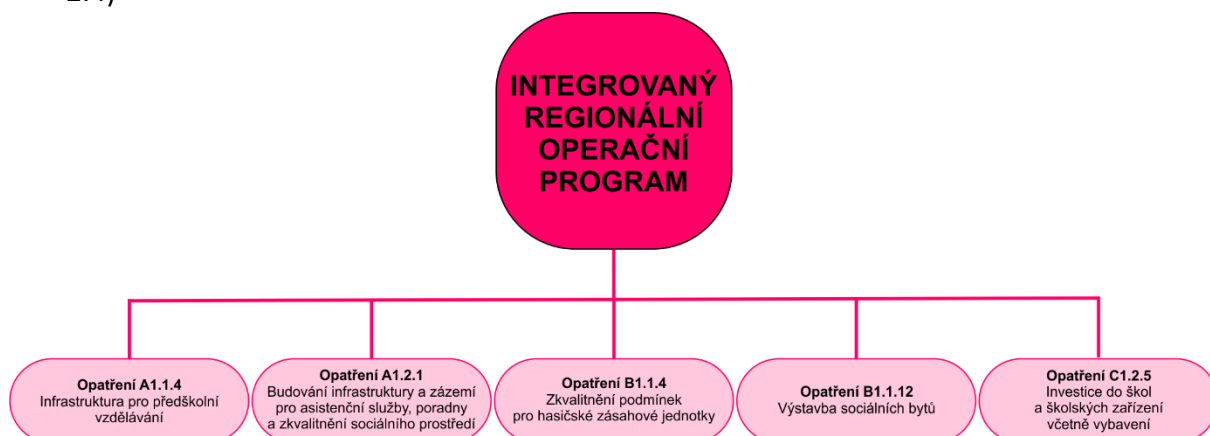 INTEGROVANÝ
REGIONÁLNÍ
OPERAČNÍ
PROGRAM
Opatření A1.1.4
Infrastruktura pro předškolní
vzdělávání
Opatření A1.2.1
Budování infrastruktury a zázemí
pro asistenční služby, poradny
a zkvalitnění sociálního prostředí
Opatření B1.1.4
Zkvalitnění podmínek
pro hasičské zásahové jednotky
Opatření B1.1.12
Výstavba sociálních bytů
Opatření C1.2.5
Investice do škol
a školských zařízení
včetně vybavení